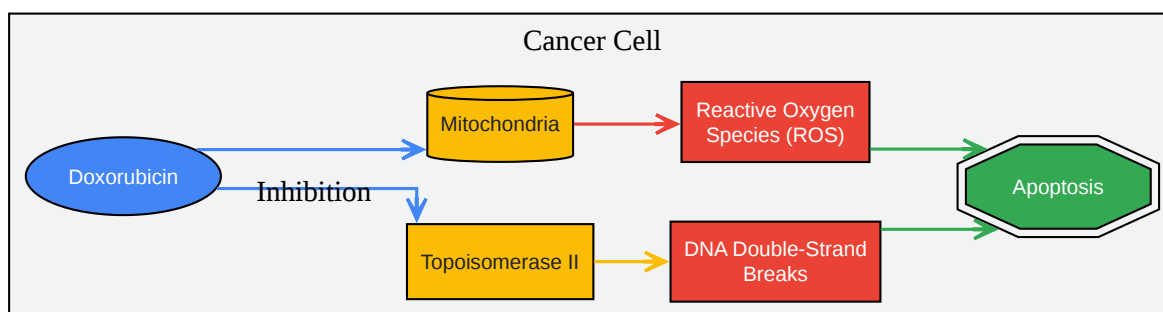 Cancer Cell
Mitochondria
Reactive Oxygen
Species (ROS)
Doxorubicin
Inhibition
Apoptosis
Topoisomerase II
DNA Double-Strand
Breaks